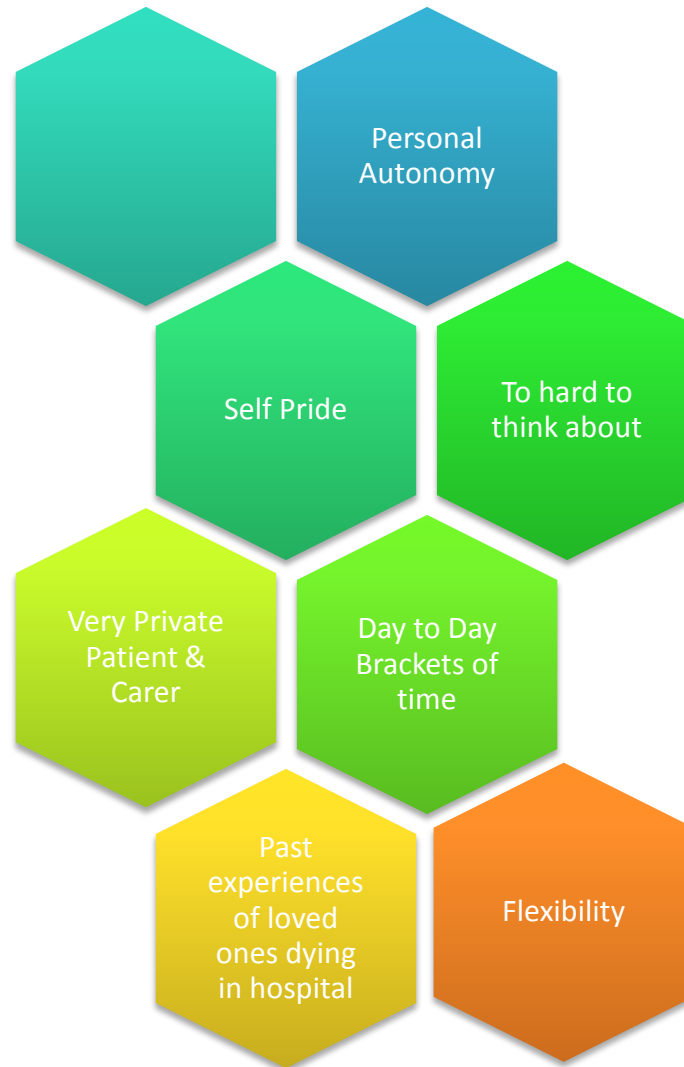 Personal
Autonomy
Self Pride
To hard to
think about
Very Private
Patient &
Carer
Day to Day
Brackets of
time
Past
experiences
of loved
ones dying
in hospital
Flexibility